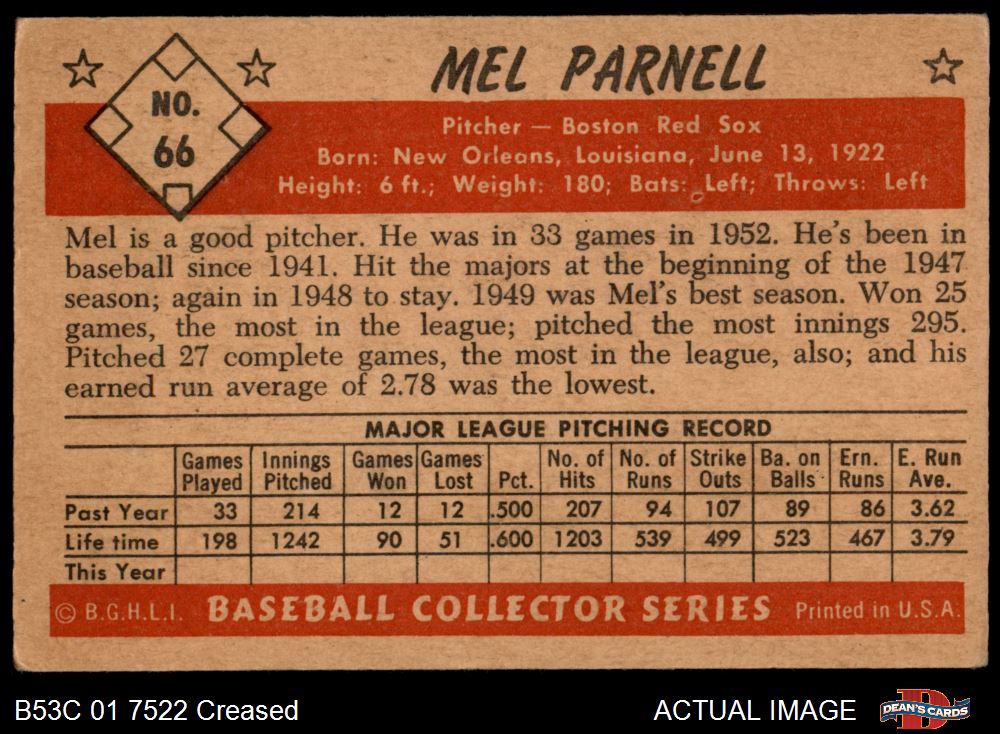 MEL PARNELL
NO.
66
Pitcher — Boston Red Sox
Born: New Orleans, Louisiana, June 13, 1922
Height: 6 ft.; Weight: 180; Bats: Left; Throws: Left
Mel is a good pitcher. He was in 33 games in 1952. He's been in
baseball since 1941. Hit the majors at the beginning of the 1947
season; again in 1948 to stay. 1949 was Mel's best season. Won 25
games, the most in the league; pitched the most innings 295.
Pitched 27 complete games, the most in the league, also; and his
earned run average of 2.78 was the lowest.
MAJOR LEAGUE PITCHING RECORD
Games Innings Games Games No. of No. of Strike Ba. on Ern. E. Run
Played Pitched Won Lost Pct. Hits Runs Outs Balls Runs Ave.
Past Year 33 214 12 12 .500 207 94 107 89 86 3.62
Life time 198 1242 90 51 .600 1203 539 499 523 467 3.79
This Year
© B.G.H.L.I. BASEBALL COLLECTOR SERIES Printed in U.S.A.
B53C 01 7522 Creased ACTUAL IMAGE D DEAN'S CARDS